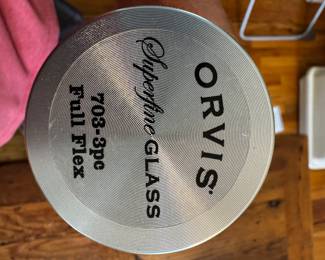 ORVIS
Superfine GLASS
703-3pc
Full Flex